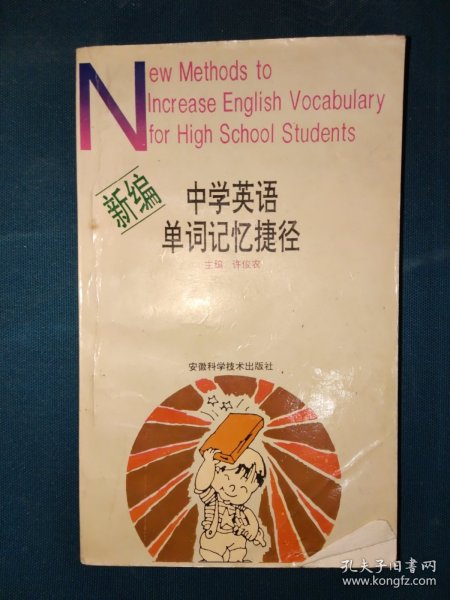 New Methods to
Increase English Vocabulary
for High School Students
新编
中学英语
单词记忆捷径
主编 许俊农
安徽科学技术出版社
孔夫子旧书网
www.kongfz.com